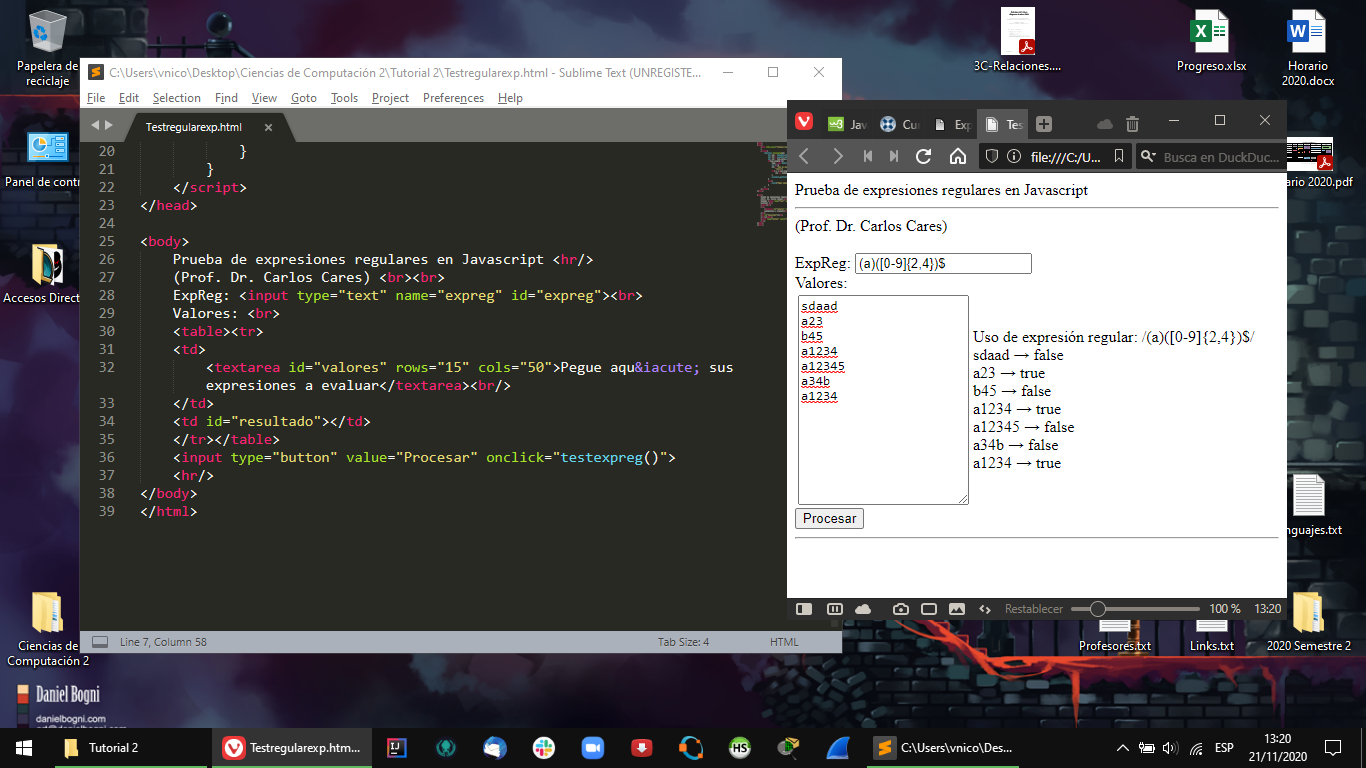 Papelera de
reciclaje
Panel de contr
Accesos Direct
Ciencias de
Computación 2
Daniel Bogni
danielbogni.com
3C-Relaciones....
Progreso.xlsx
Horario
2020.docx
ario 2020.pdf
nguajes.txt
Profesores.txt
Links.txt
2020 Semestre 2
C:\Users\vnico\Desktop\Ciencias de Computación 2\Tutorial 2\Testregularexp.html - Sublime Text (UNREGISTE...
File Edit Selection Find View Goto Tools Project Preferences Help
Testregularexp.html
20 }
21 }
22 </script>
23 </head>
24
25 <body>
26 Prueba de expresiones regulares en Javascript <hr/>
27 (Prof. Dr. Carlos Cares) <br><br>
28 ExpReg: <input type="text" name="expreg" id="expreg"><br>
29 Valores: <br>
30 <table><tr>
31 <td>
32 <textarea id="valores" rows="15" cols="50">Pegue aqu&iacute; sus
expresiones a evaluar</textarea><br/>
33 </td>
34 <td id="resultado"></td>
35 </tr></table>
36 <input type="button" value="Procesar" onclick="testexpreg()">
37 <hr/>
38 </body>
39 </html>
Line 7, Column 58
Tab Size: 4
HTML
Jav
Cu
Exp
Tes
file:///C:/U...
Busca en DuckDuc...
Prueba de expresiones regulares en Javascript
(Prof. Dr. Carlos Cares)
ExpReg: (a)([0-9]{2,4})$
Valores:
sdaad
a23
b45
a1234
a12345
a34b
a1234
Uso de expresión regular: /(a)([0-9]{2,4})$/
sdaad → false
a23 → true
b45 → false
a1234 → true
a12345 → false
a34b → false
a1234 → true
Procesar
Restablecer
100 %
13:20
Tutorial 2
Testregularexp.htm...
IJ
HS
C:\Users\vnico\Des...
ESP
13:20
21/11/2020